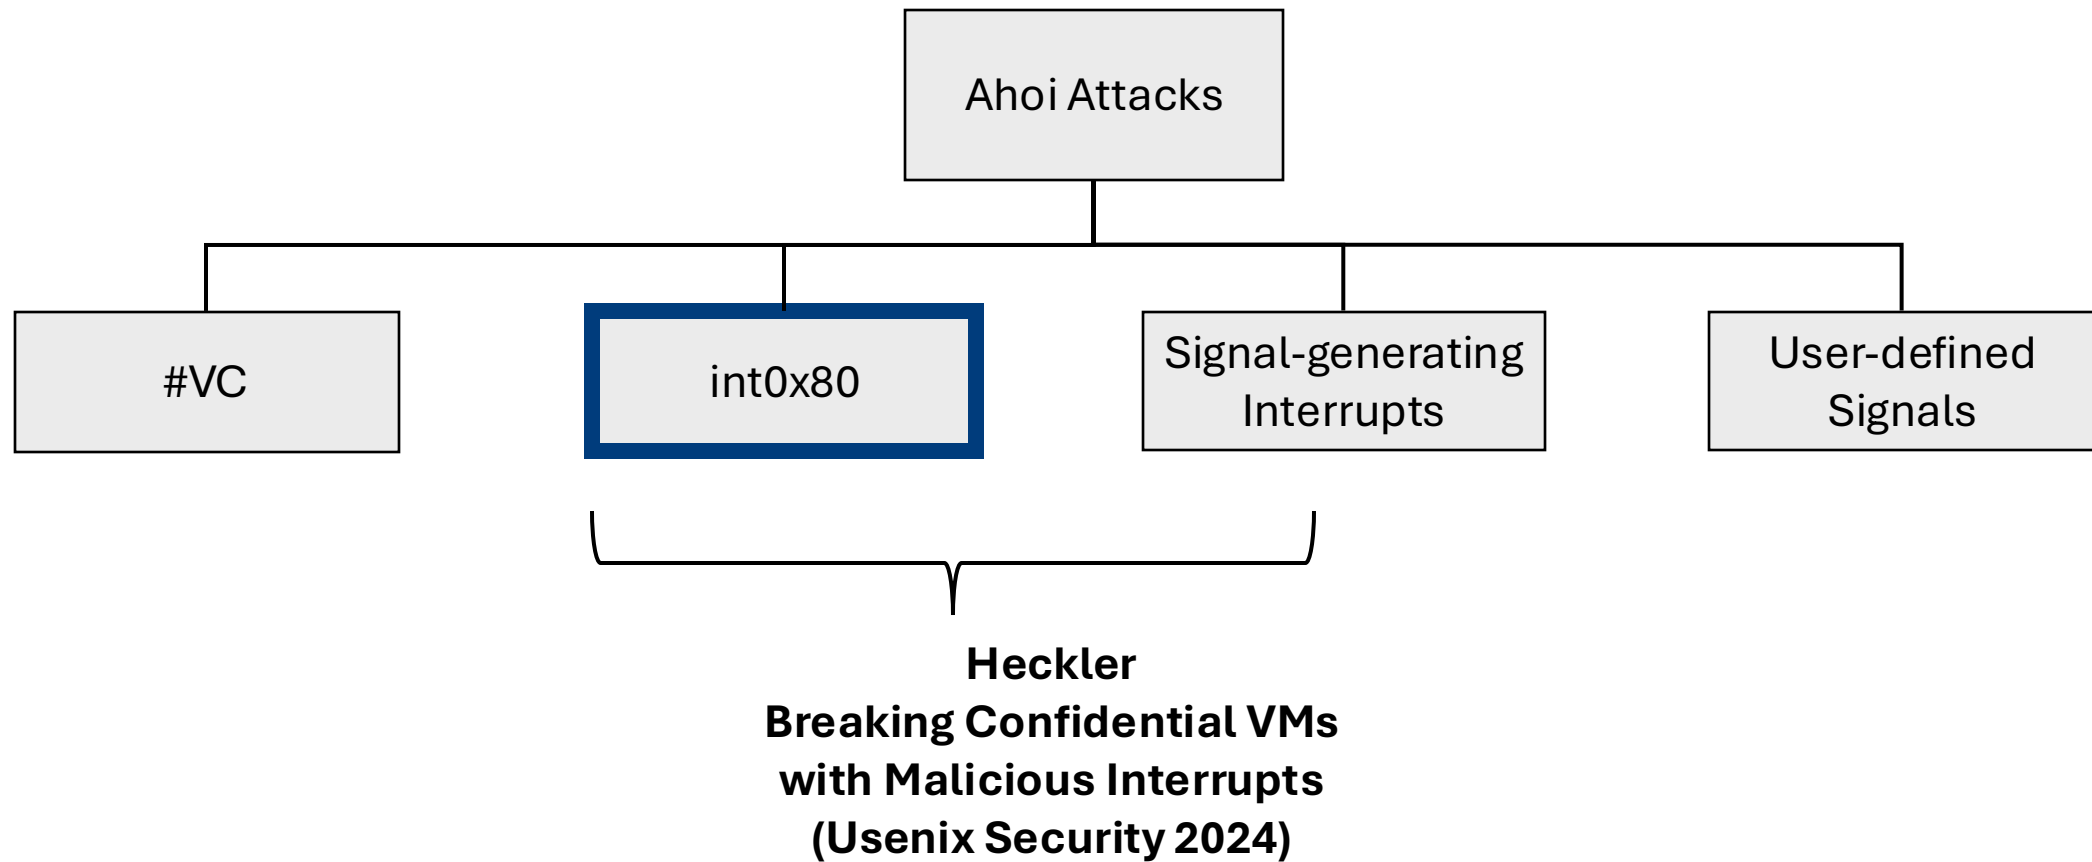 Ahoi Attacks
#VC
int0x80
Signal-generating
Interrupts
User-defined
Signals
Heckler
Breaking Confidential VMs
with Malicious Interrupts
(Usenix Security 2024)